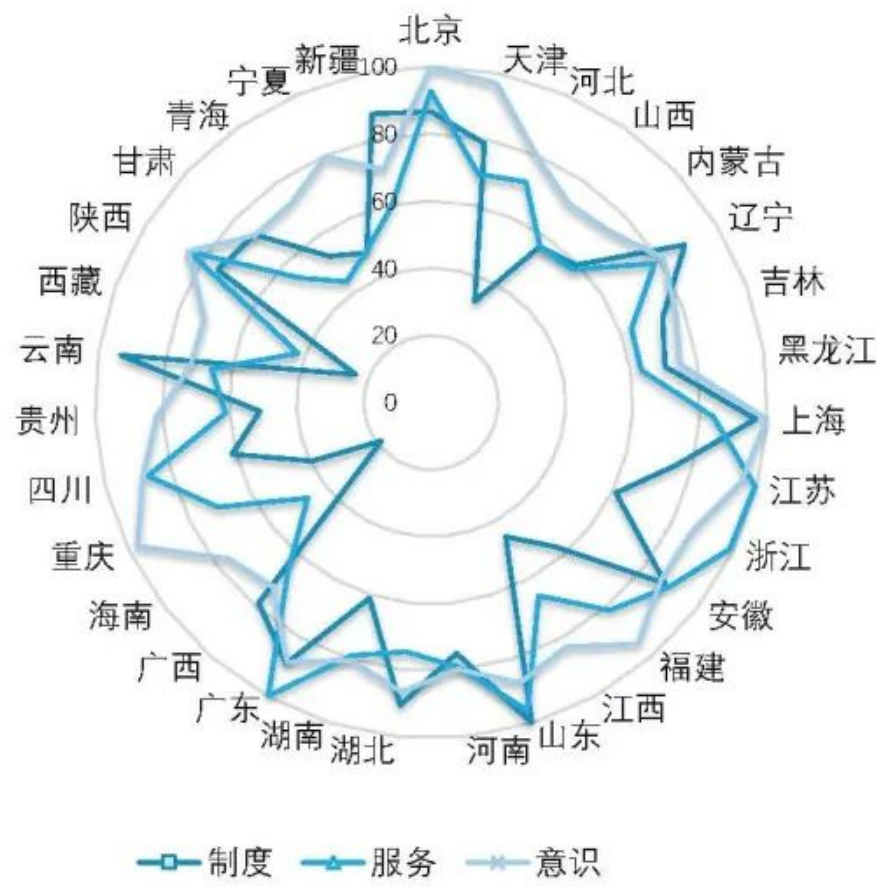 北京
天津
河北
山西
内蒙古
辽宁
吉林
黑龙江
上海
江苏
浙江
安徽
福建
江西
山东
河南
湖北
湖南
广东
广西
海南
重庆
四川
贵州
云南
西藏
陕西
甘肃
青海
宁夏
新疆
100
80
60
40
20
0
制度 服务 意识